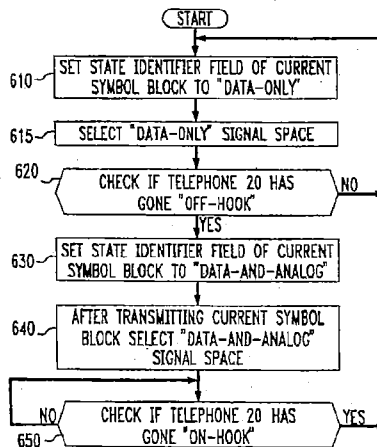 START
610
SET STATE IDENTIFIER FIELD OF CURRENT
SYMBOL BLOCK TO "DATA-ONLY"
615
SELECT "DATA-ONLY" SIGNAL SPACE
620
CHECK IF TELEPHONE 20 HAS
GONE "OFF-HOOK"
NO
YES
630
SET STATE IDENTIFIER FIELD OF CURRENT
SYMBOL BLOCK TO "DATA-AND-ANALOG"
640
AFTER TRANSMITTING CURRENT SYMBOL
BLOCK SELECT "DATA-AND-ANALOG"
SIGNAL SPACE
NO
CHECK IF TELEPHONE 20 HAS
YES
650
GONE "ON-HOOK"